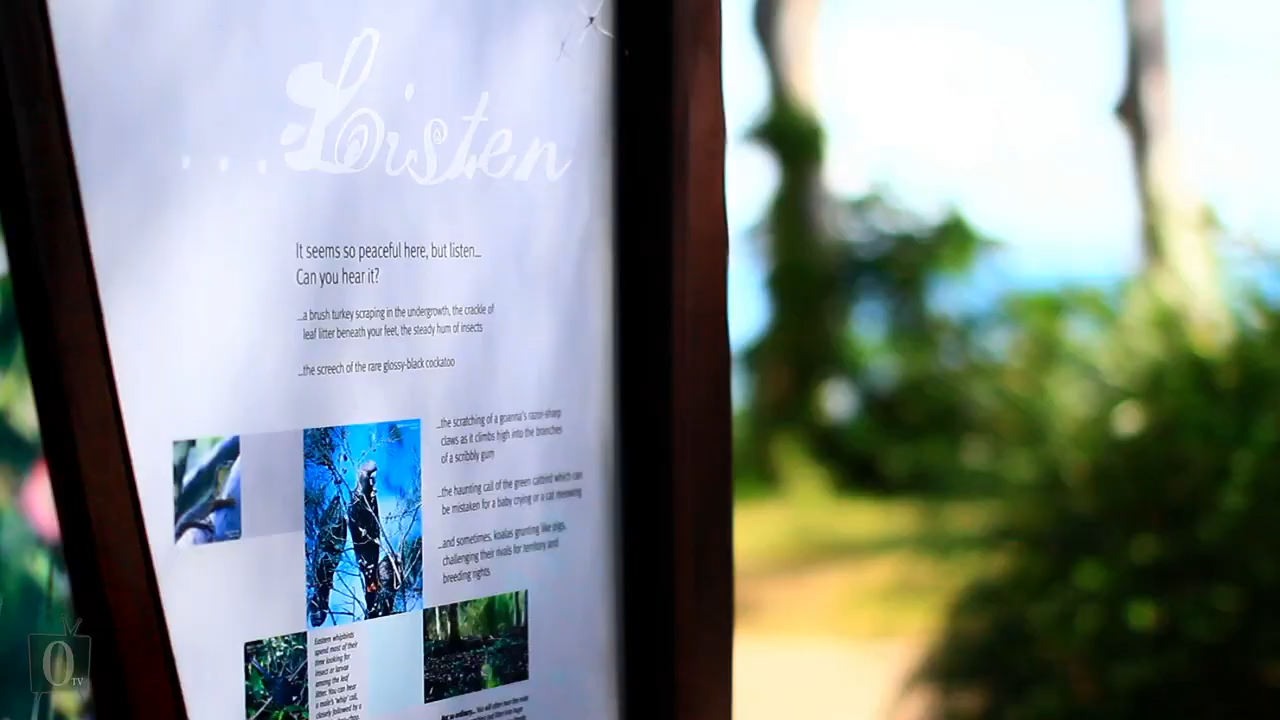 ...Listen
It seems so peaceful here, but listen...
Can you hear it?
...a brush turkey scraping in the undergrowth, the crackle of
leaf litter beneath your feet, the steady hum of insects
...the screech of the rare glossy-black cockatoo
...the scratching of a goanna's razor-sharp
claws as it climbs high into the branches
of a scribbly gum
...the haunting call of the green catbird which can
be mistaken for a baby crying or a cat meowing
...and sometimes, koalas grunting like pigs,
challenging their rivals for territory and
breeding rights
Eastern whipbirds
spend most of their
time looking for
insect or larvae
among the leaf
litter. You can hear
a male's 'whip' call,
closely followed by a
O
TV